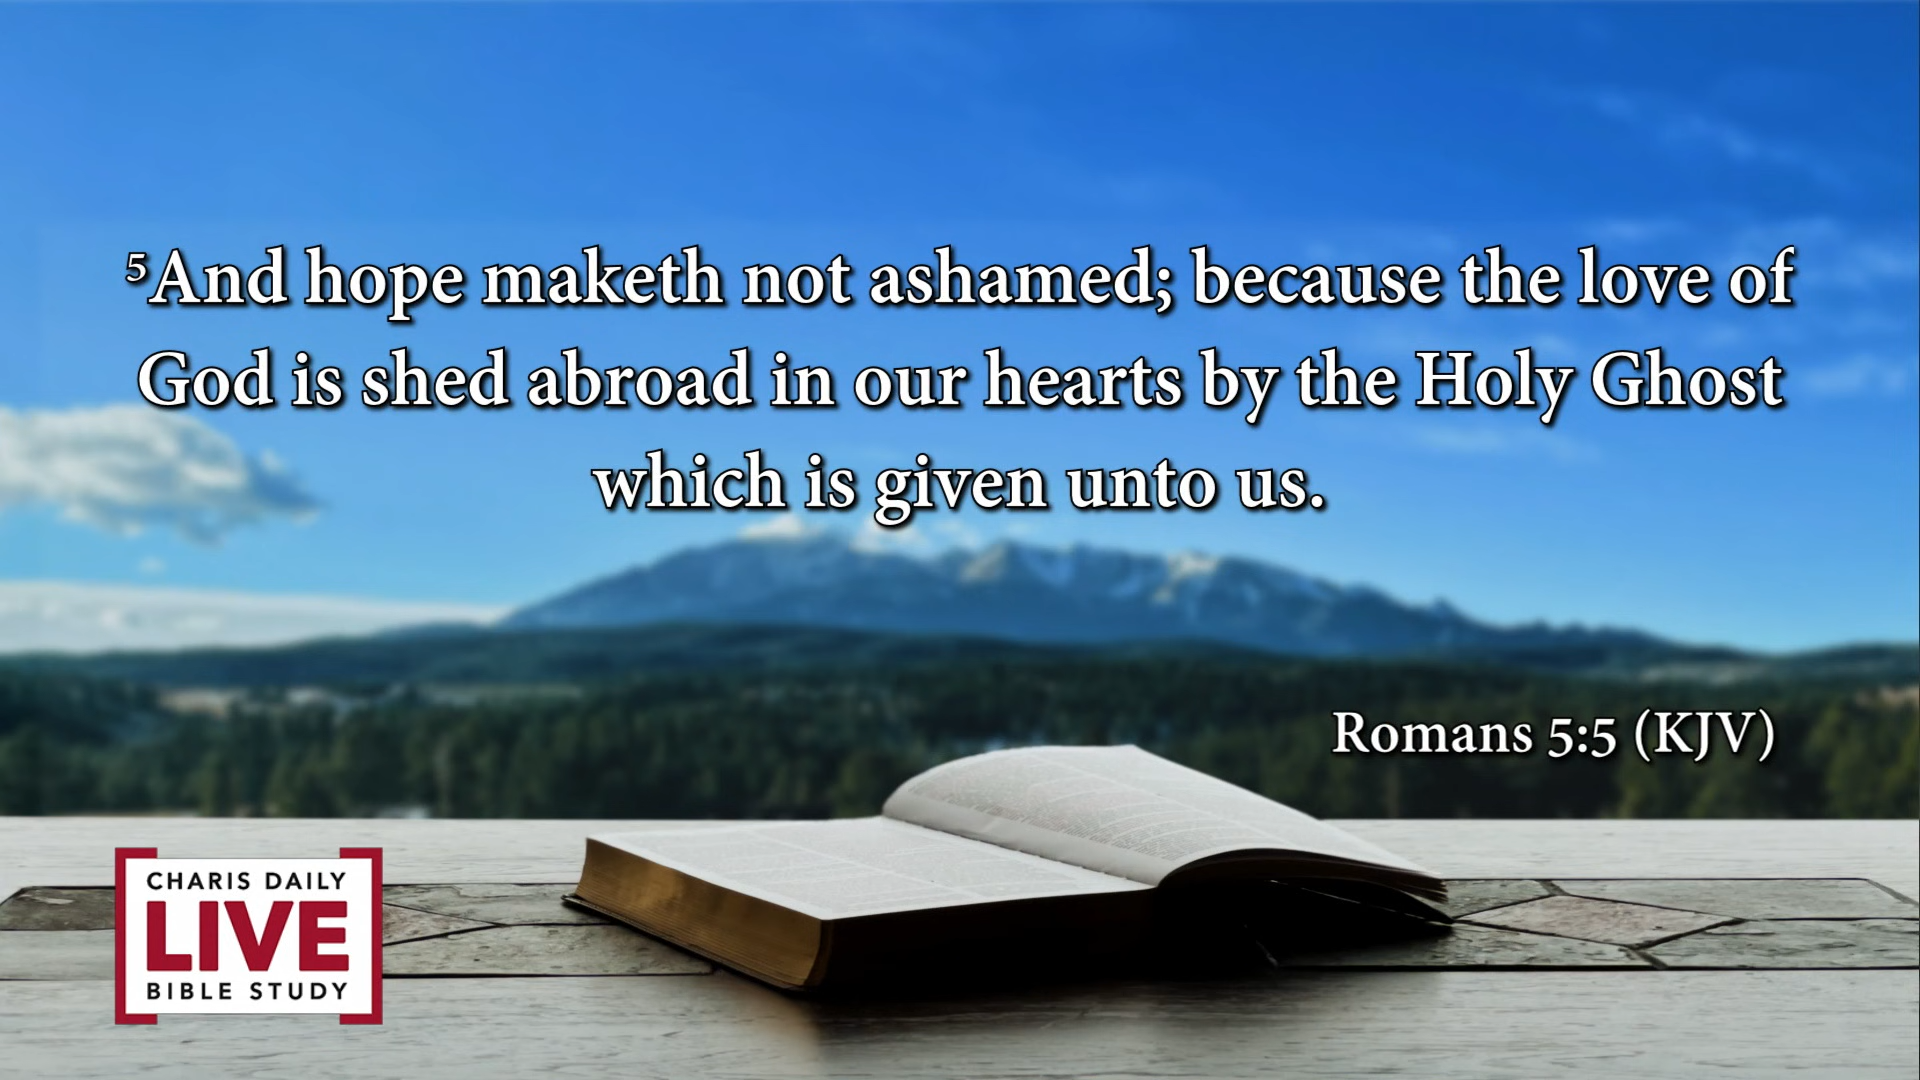 ⁵And hope maketh not ashamed; because the love of
God is shed abroad in our hearts by the Holy Ghost
which is given unto us.
Romans 5:5 (KJV)
CHARIS DAILY
LIVE
BIBLE STUDY